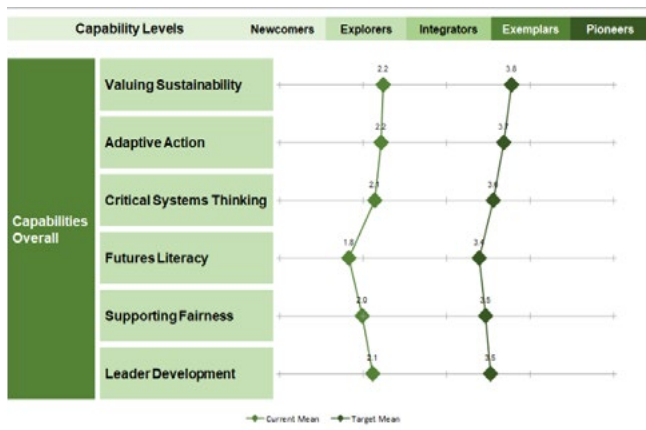 Capability Levels Newcomers Explorers Integrators Exemplars Pioneers
2.2 3.8
Valuing Sustainability
2.2 3.7
Adaptive Action
2.1 3.6
Critical Systems Thinking
Capabilities
Overall
1.8 3.4
Futures Literacy
2.0 3.5
Supporting Fairness
2.1 3.5
Leader Development
Current Mean Target Mean